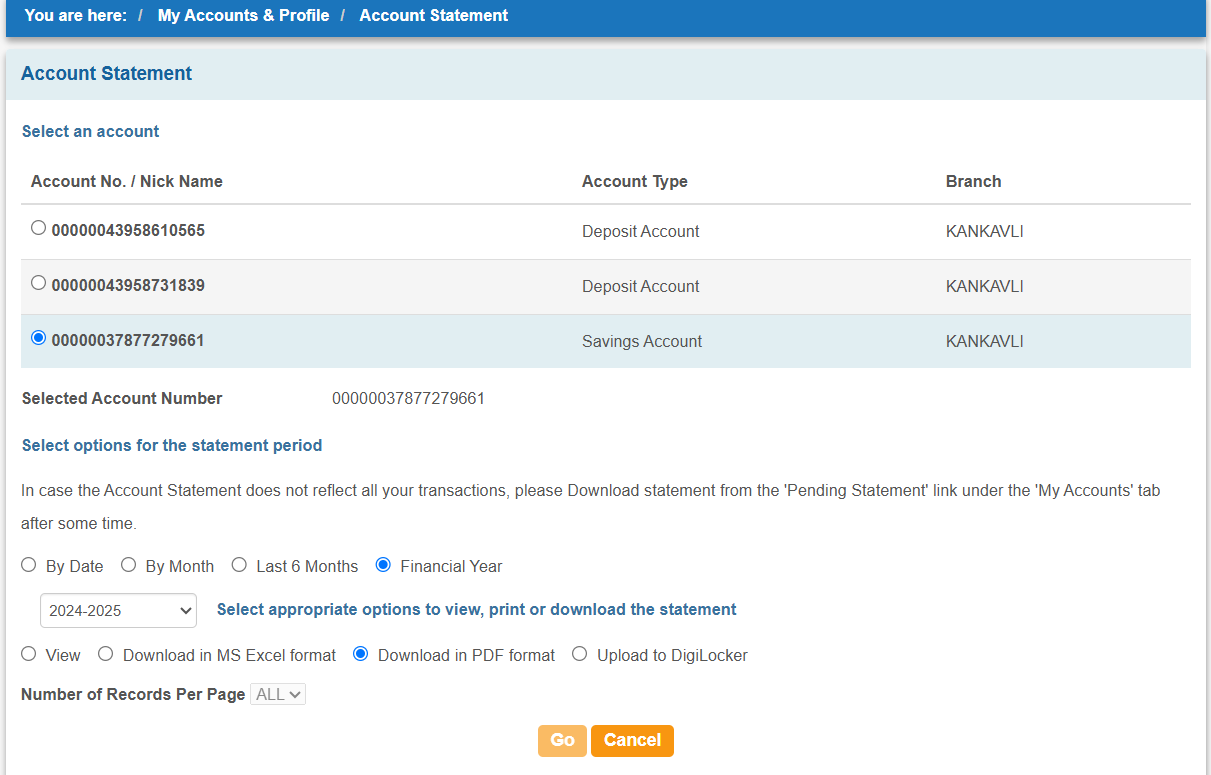 You are here: / My Accounts & Profile / Account Statement
Account Statement
Select an account
Account No. / Nick Name Account Type Branch
00000043958610565 Deposit Account KANKAVLI
00000043958731839 Deposit Account KANKAVLI
00000037877279661 Savings Account KANKAVLI
Selected Account Number 00000037877279661
Select options for the statement period
In case the Account Statement does not reflect all your transactions, please Download statement from the 'Pending Statement' link under the 'My Accounts' tab
after some time.
By Date By Month Last 6 Months Financial Year
2024-2025 Select appropriate options to view, print or download the statement
View Download in MS Excel format Download in PDF format Upload to DigiLocker
Number of Records Per Page ALL
Go Cancel